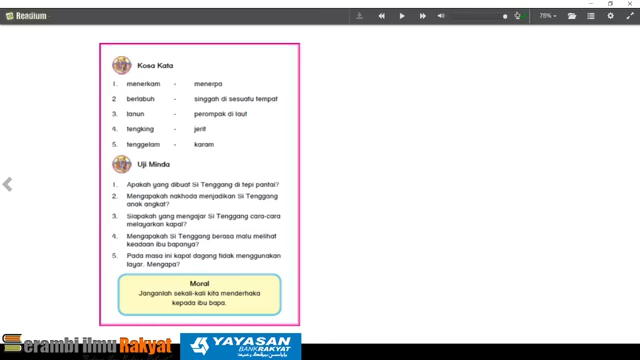 Readium
78%
Kosa Kata
1. menerkam - menerpa
2 berlabuh - singgah di sesuatu tempat
3. lanun - perompak di laut
4. tengking - jerit
5. tenggelam - karam
Uji Minda
1. Apakah yang dibuat Si Tenggang di tepi pantai?
2. Mengapakah nakhoda menjadikan Si Tenggang
anak angkat?
3. Siapakah yang mengajar Si Tenggang cara-cara
melayarkan kapal?
4. Mengapakah Si Tenggang berasa malu melihat
keadaan ibu bapanya?
5. Pada masa ini kapal dagang tidak menggunakan
layar. Mengapa?
Moral
Janganlah sekali-kali kita menderhaka
kepada ibu bapa.
Serambi ilmu Rakyat
YAYASAN
BANK RAKYAT